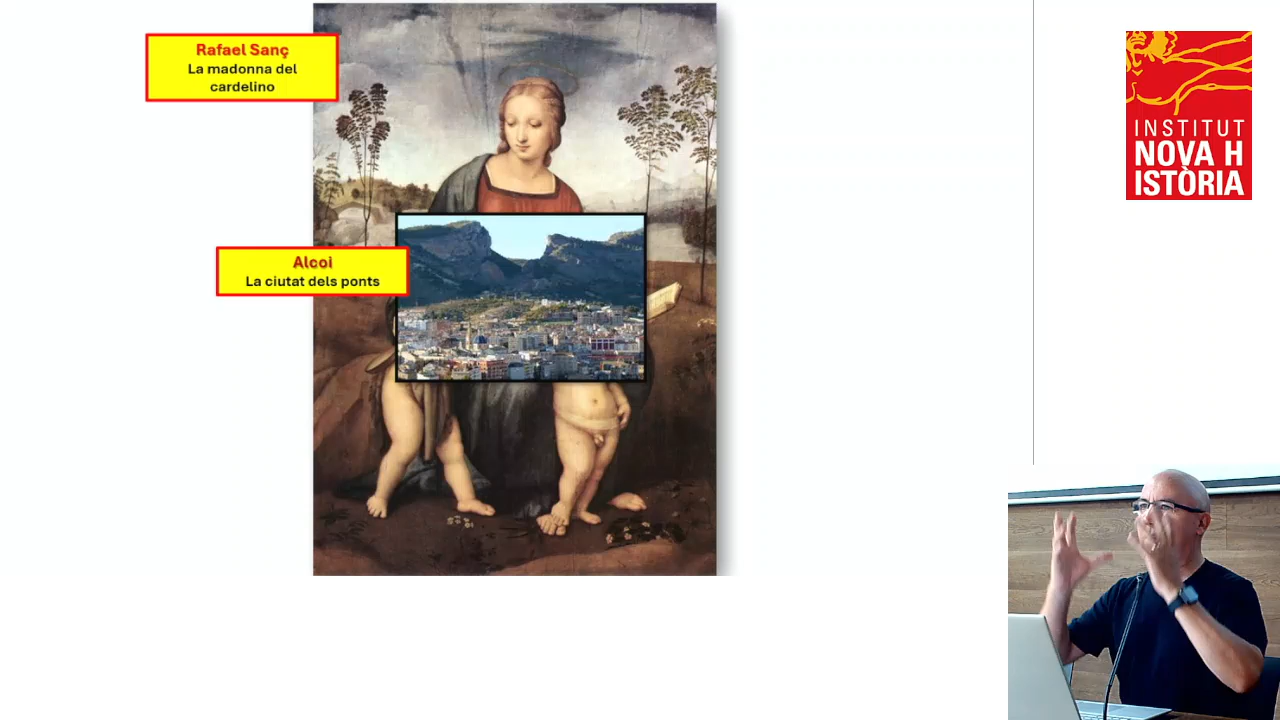 Rafael Sanç
La madonna del
cardelino
Alcoi
La ciutat dels ponts
INSTITUT
NOVA H
ISTÒRIA